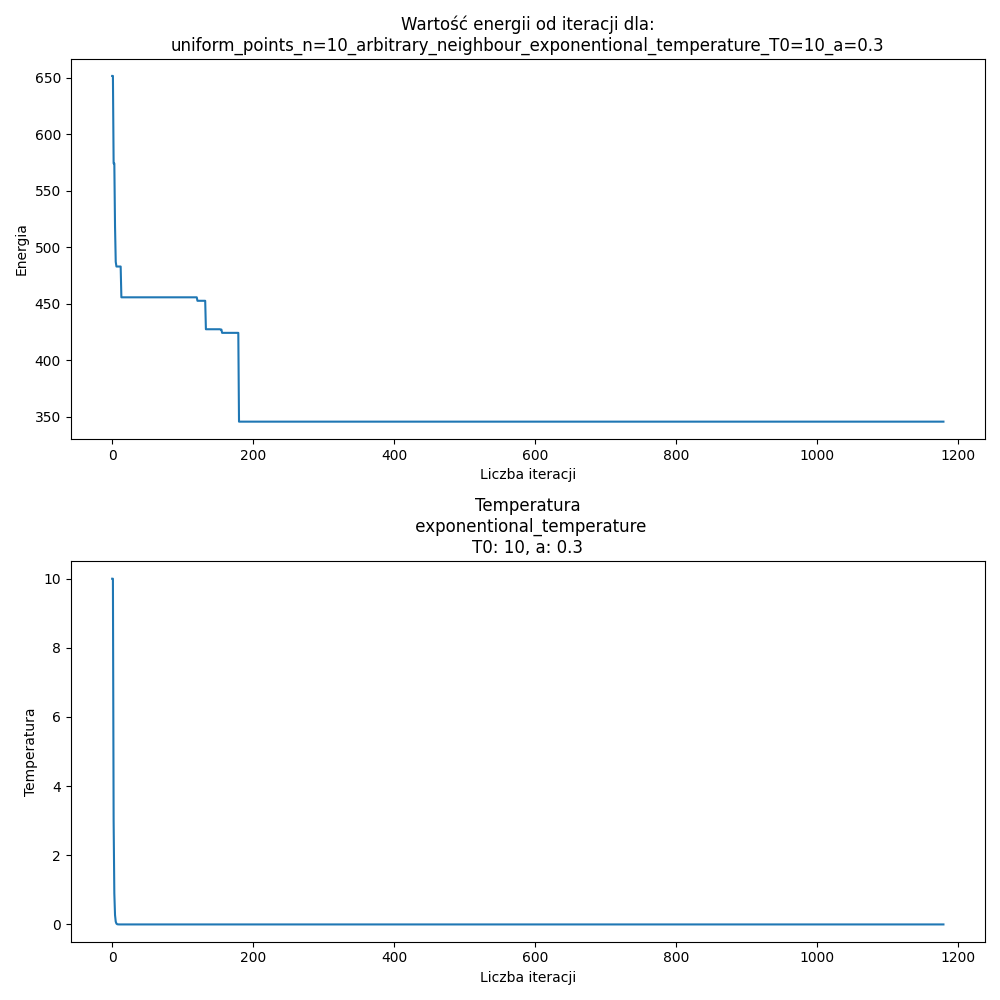 Wartość energii od iteracji dla:
uniform_points_n=10_arbitrary_neighbour_exponentional_temperature_T0=10_a=0.3
650
600
550
500
450
400
350
Energia
0 200 400 600 800 1000 1200
Liczba iteracji
Temperatura
exponentional_temperature
T0: 10, a: 0.3
10
8
6
4
2
0
Temperatura
0 200 400 600 800 1000 1200
Liczba iteracji